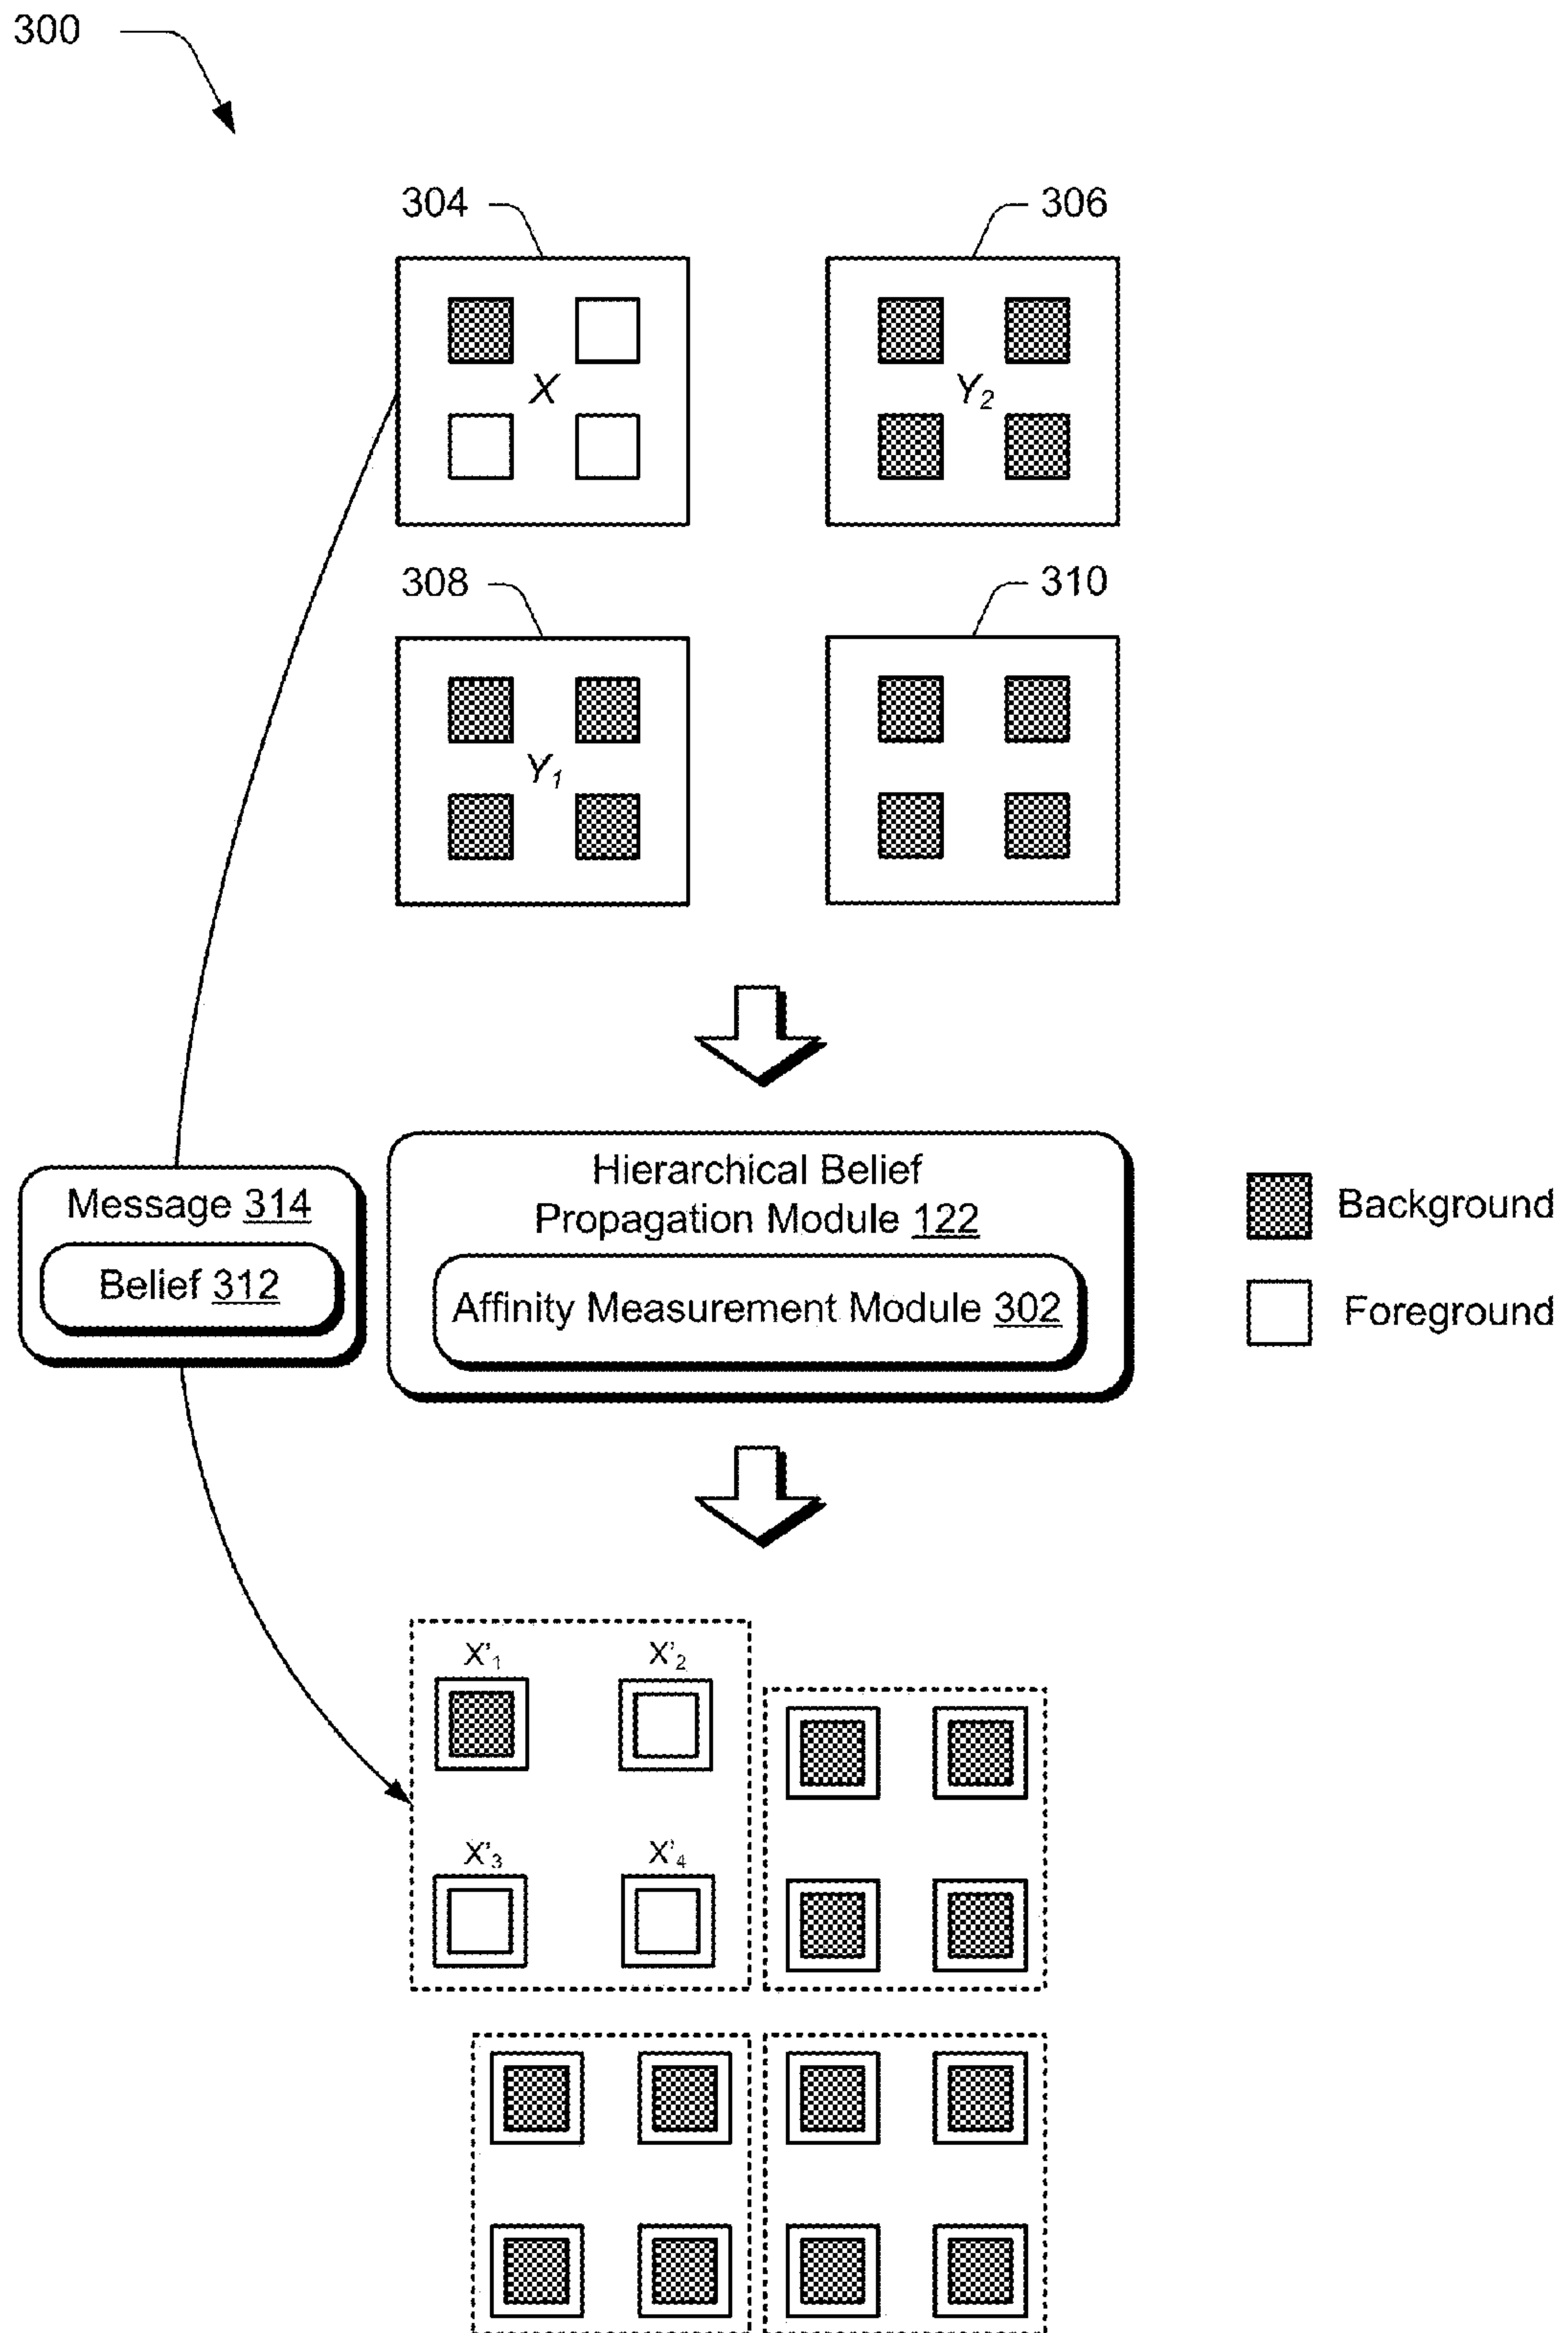 300
304
306
X
Y2
308
310
Y1
Message 314
Belief 312
Hierarchical Belief
Propagation Module 122
Affinity Measurement Module 302
Background
Foreground
X'1
X'2
X'3
X'4